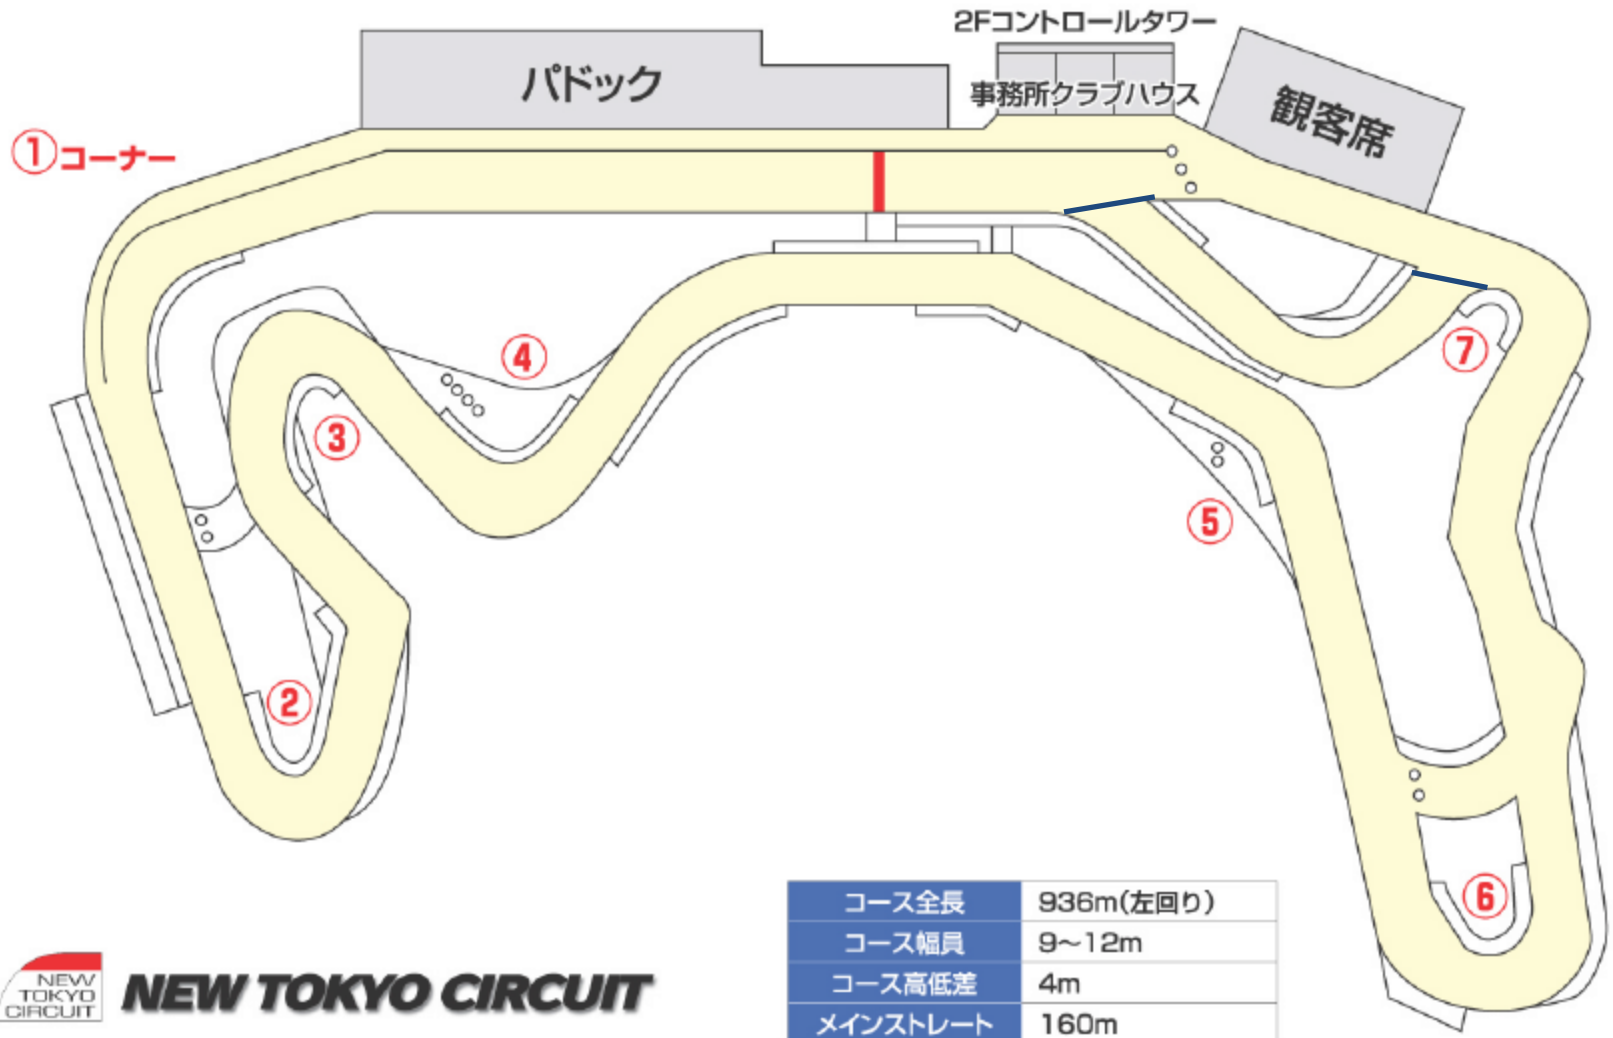 2Fコントロールタワー
パドック
事務所クラブハウス
観客席
①コーナー
④
⑦
③
⑤
②
⑥
コース全長 936m(左回り)
コース幅員 9〜12m
コース高低差 4m
メインストレート 160m
NEW
TOKYO
CIRCUIT
NEW TOKYO CIRCUIT